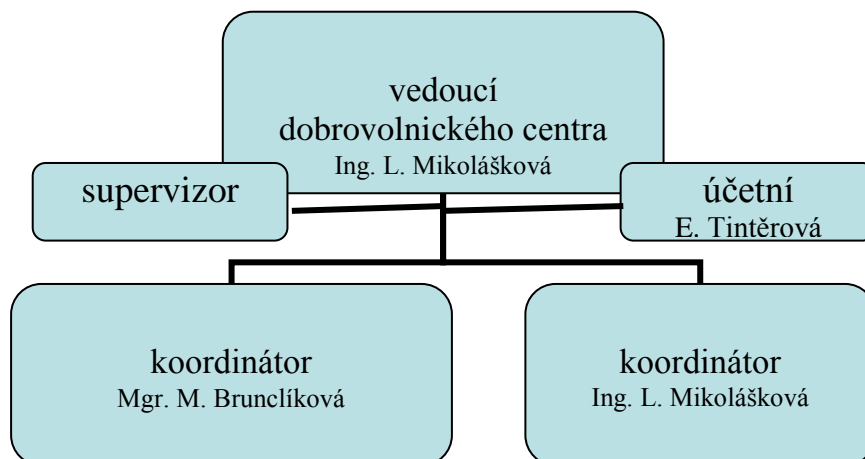 vedoucí
dobrovolnického centra
Ing. L. Mikolášková
supervizor
účetní
E. Tintěrová
koordinátor
Mgr. M. Brunclíková
koordinátor
Ing. L. Mikolášková